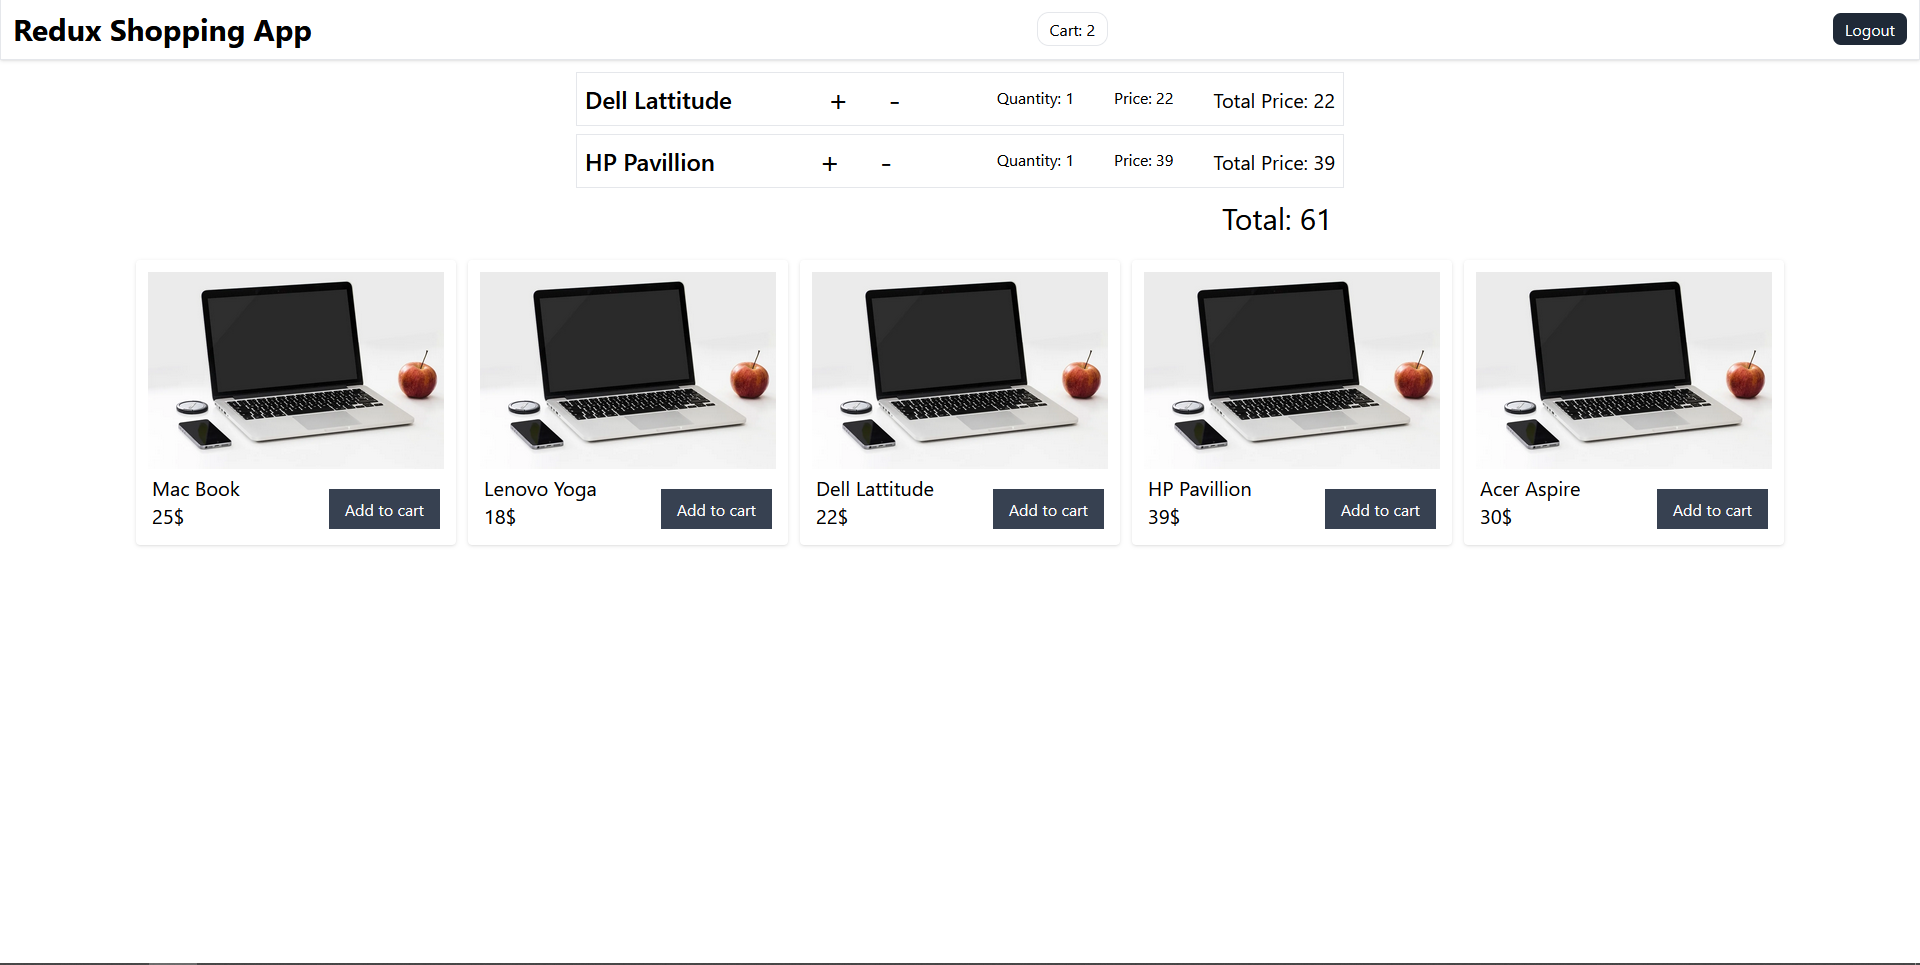 Redux Shopping App Cart: 2 Logout
Dell Lattitude + - Quantity: 1 Price: 22 Total Price: 22
HP Pavillion + - Quantity: 1 Price: 39 Total Price: 39
Total: 61
Mac Book
25$
Add to cart
Lenovo Yoga
18$
Add to cart
Dell Lattitude
22$
Add to cart
HP Pavillion
39$
Add to cart
Acer Aspire
30$
Add to cart